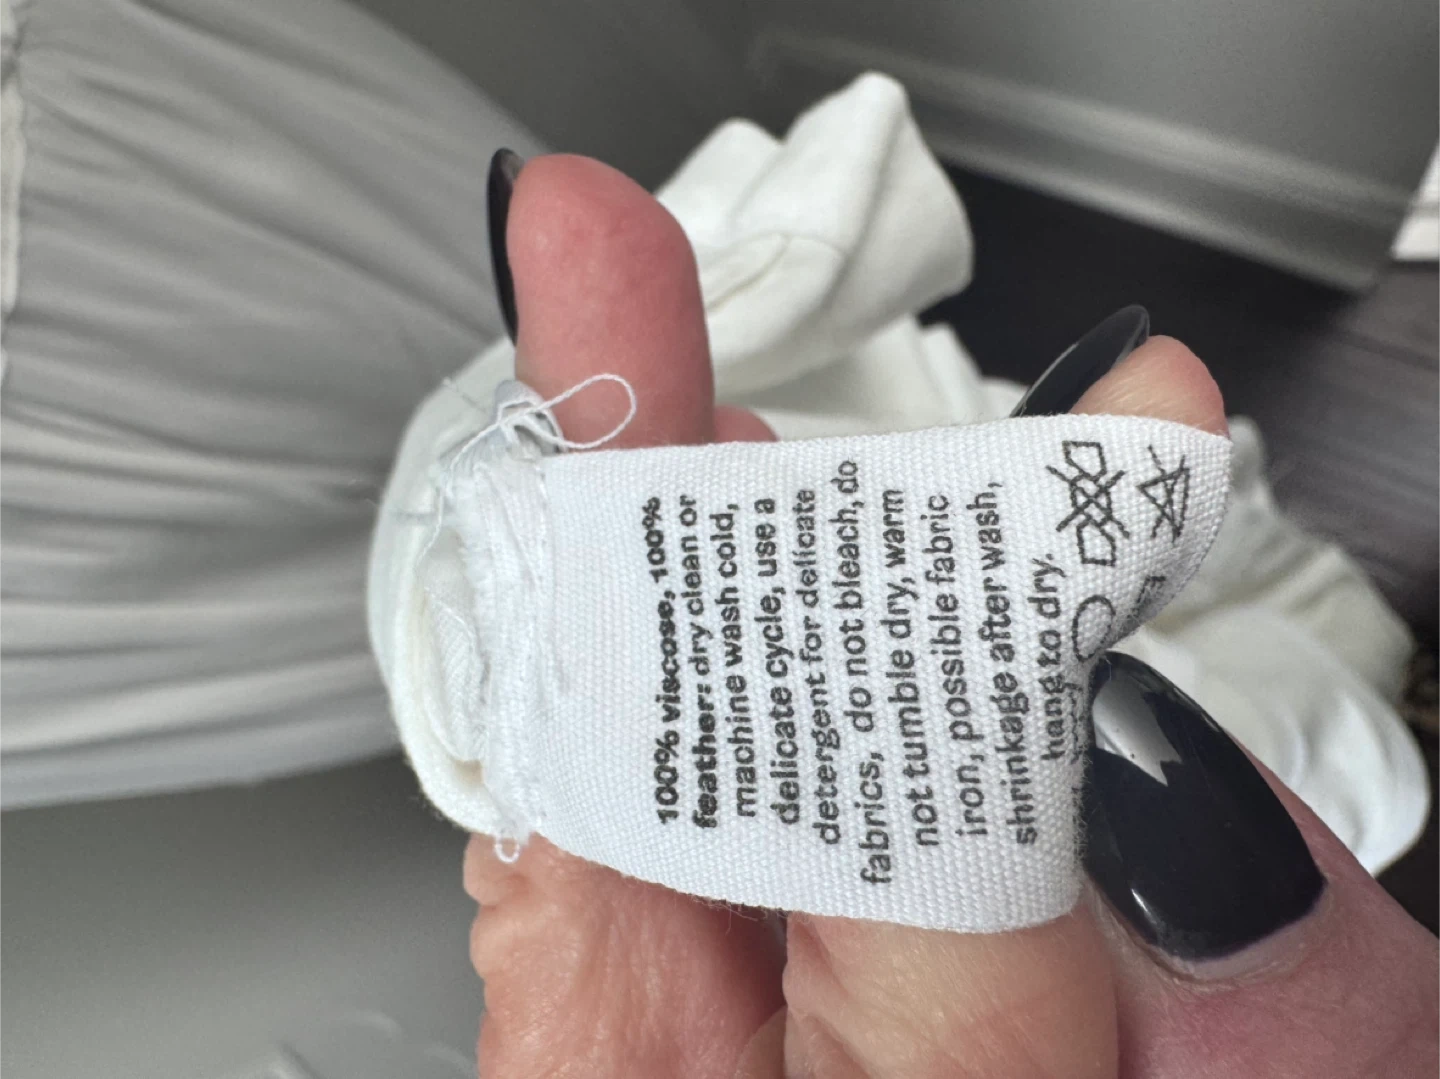 100% viscose, 100%
feather: dry clean or
machine wash cold,
delicate cycle, use a
detergent for delicate
fabrics, do not bleach, do
not tumble dry, warm
iron, possible fabric
shrinkage after wash,
hang to dry.